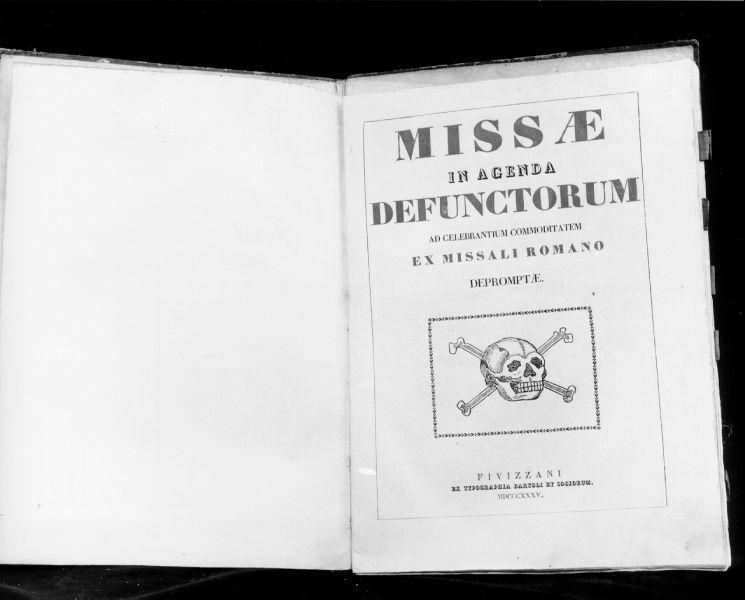 MISSÆ
IN AGENDA
DEFUNCTORUM
AD CELEBRANTIUM COMMODITATEM
EX MISSALI ROMANO
DEPROMPTÆ.
FIVIZZANI
EX TYPOGRAPHIA BARTOLI ET SOCIORUM.
MDCCCXXXV.